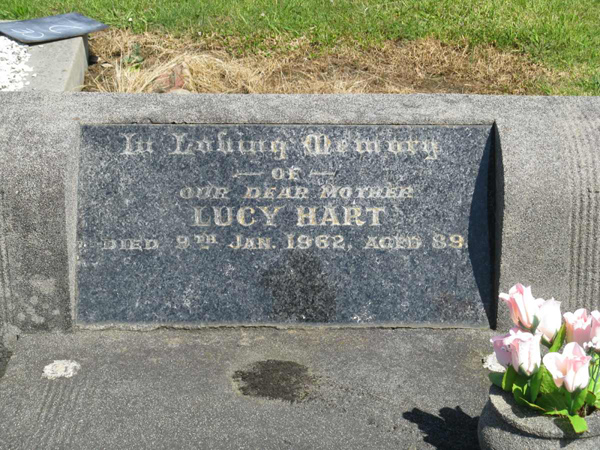 In Loving Memory
— OF —
OUR DEAR MOTHER
LUCY HART
DIED 9TH JAN. 1962, AGED 89.